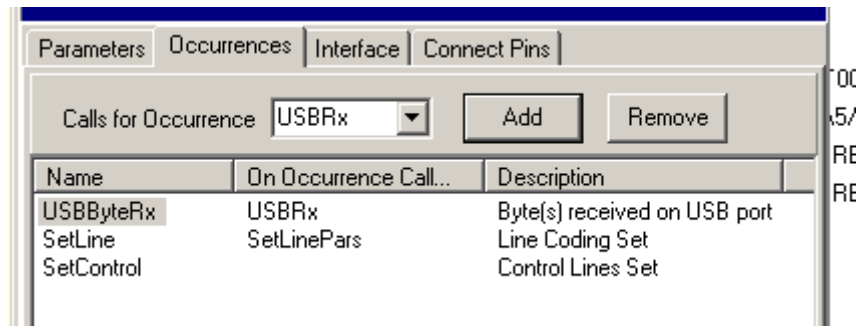 Parameters Occurrences Interface Connect Pins
Calls for Occurrence USBRx Add Remove
Name On Occurrence Call... Description
USBByteRx USBRx Byte(s) received on USB port
SetLine SetLinePars Line Coding Set
SetControl Control Lines Set